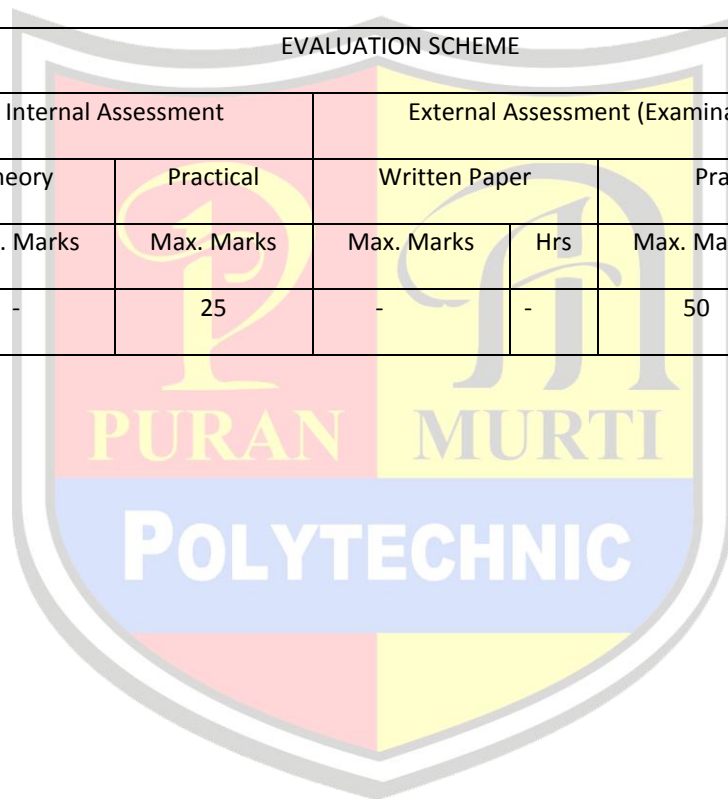 EVALUATION SCHEME
Internal Assessment External Assessment (Examina
heory Practical Written Paper Pra
. Marks Max. Marks Max. Marks Hrs Max. Ma
- 25 - - 50
PURAN MURTI
POLYTECHNIC